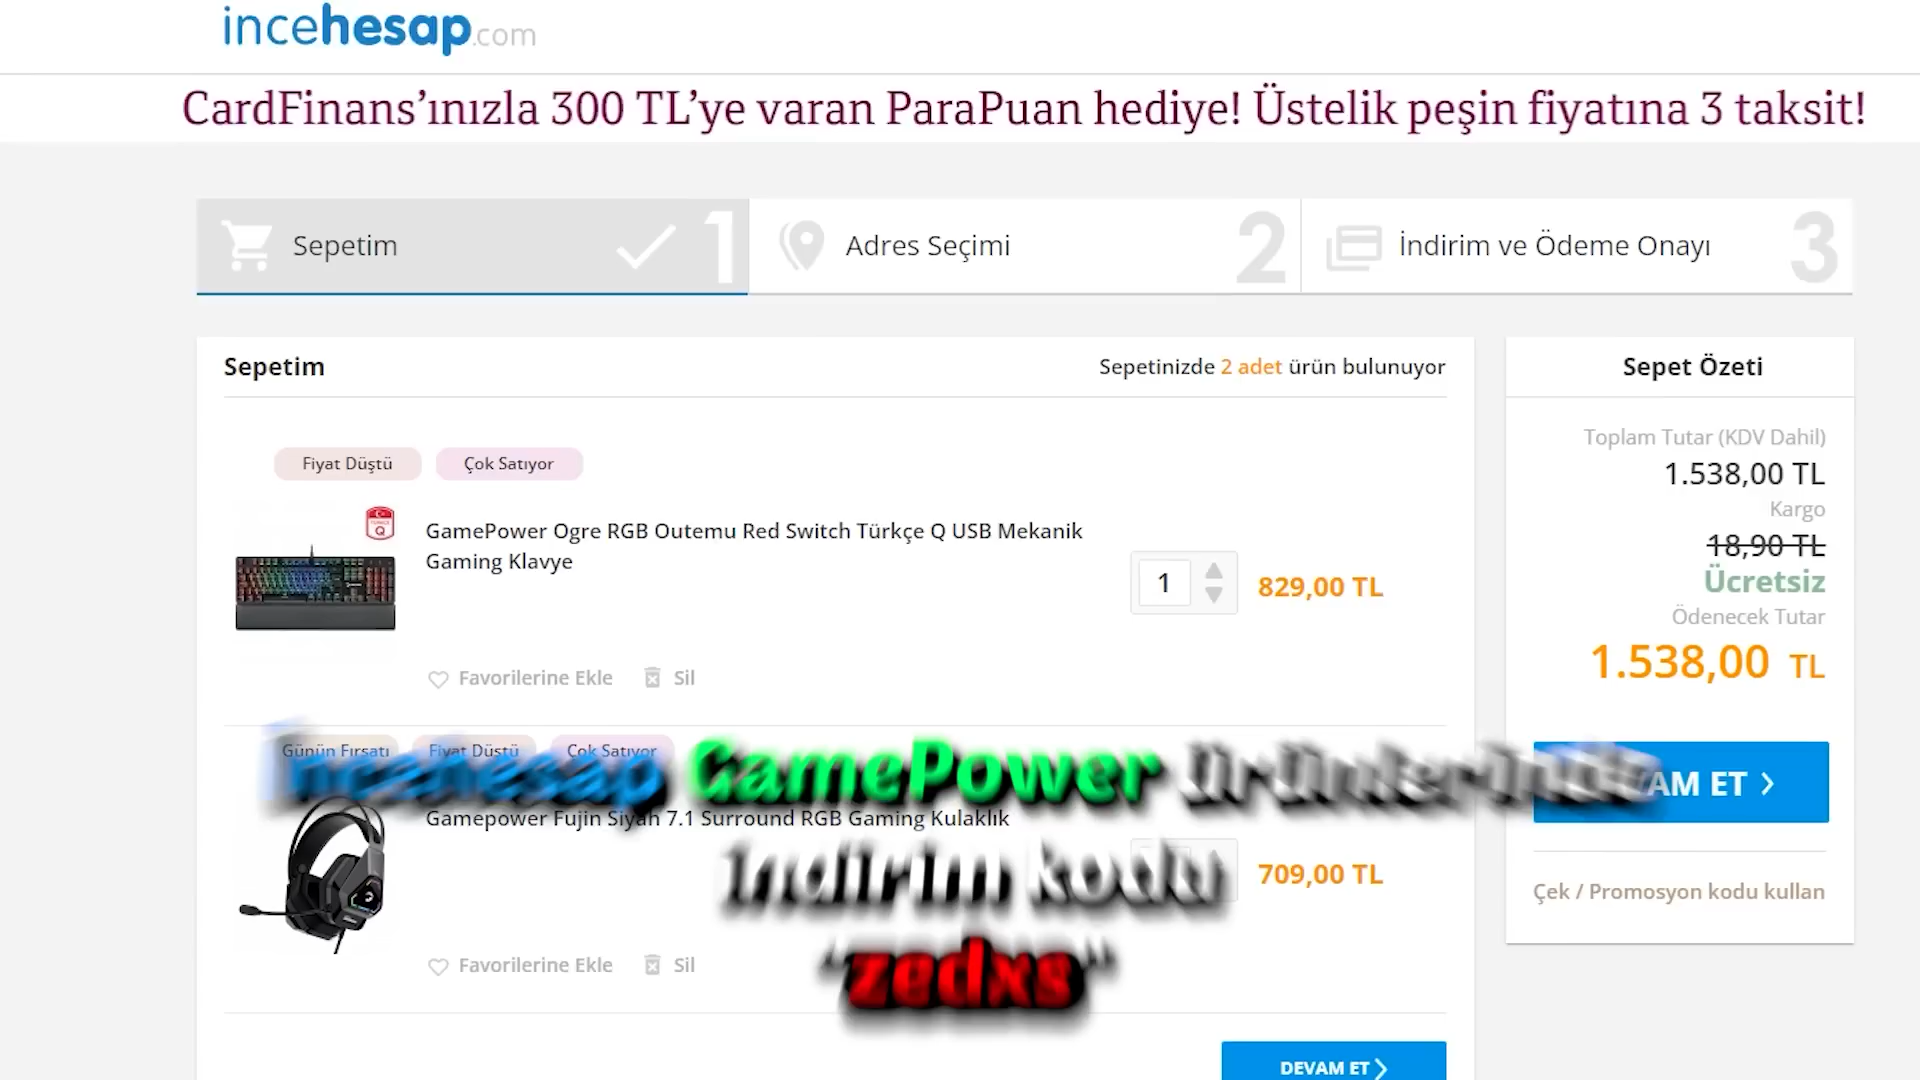 incehesap.com
CardFinans’ınızla 300 TL’ye varan ParaPuan hediye! Üstelik peşin fiyatına 3 taksit!
Sepetim 1
Adres Seçimi 2
İndirim ve Ödeme Onayı 3
Sepetim
Sepetinizde 2 adet ürün bulunuyor
Fiyat Düştü Çok Satıyor
GamePower Ogre RGB Outemu Red Switch Türkçe Q USB Mekanik
Gaming Klavye
1
829,00 TL
Favorilerine Ekle Sil
Günün Fırsatı Fiyat Düştü Çok Satıyor
Gamepower Fujin Siyah 7.1 Surround RGB Gaming Kulaklık
709,00 TL
Favorilerine Ekle Sil
DEVAM ET
Sepet Özeti
Toplam Tutar (KDV Dahil)
1.538,00 TL
Kargo
18,90 TL
Ücretsiz
Ödenecek Tutar
1.538,00 TL
VAM ET
Çek / Promosyon kodu kullan
İncehesap GamePower ürünlerinde
indirim kodu
“zedxs”